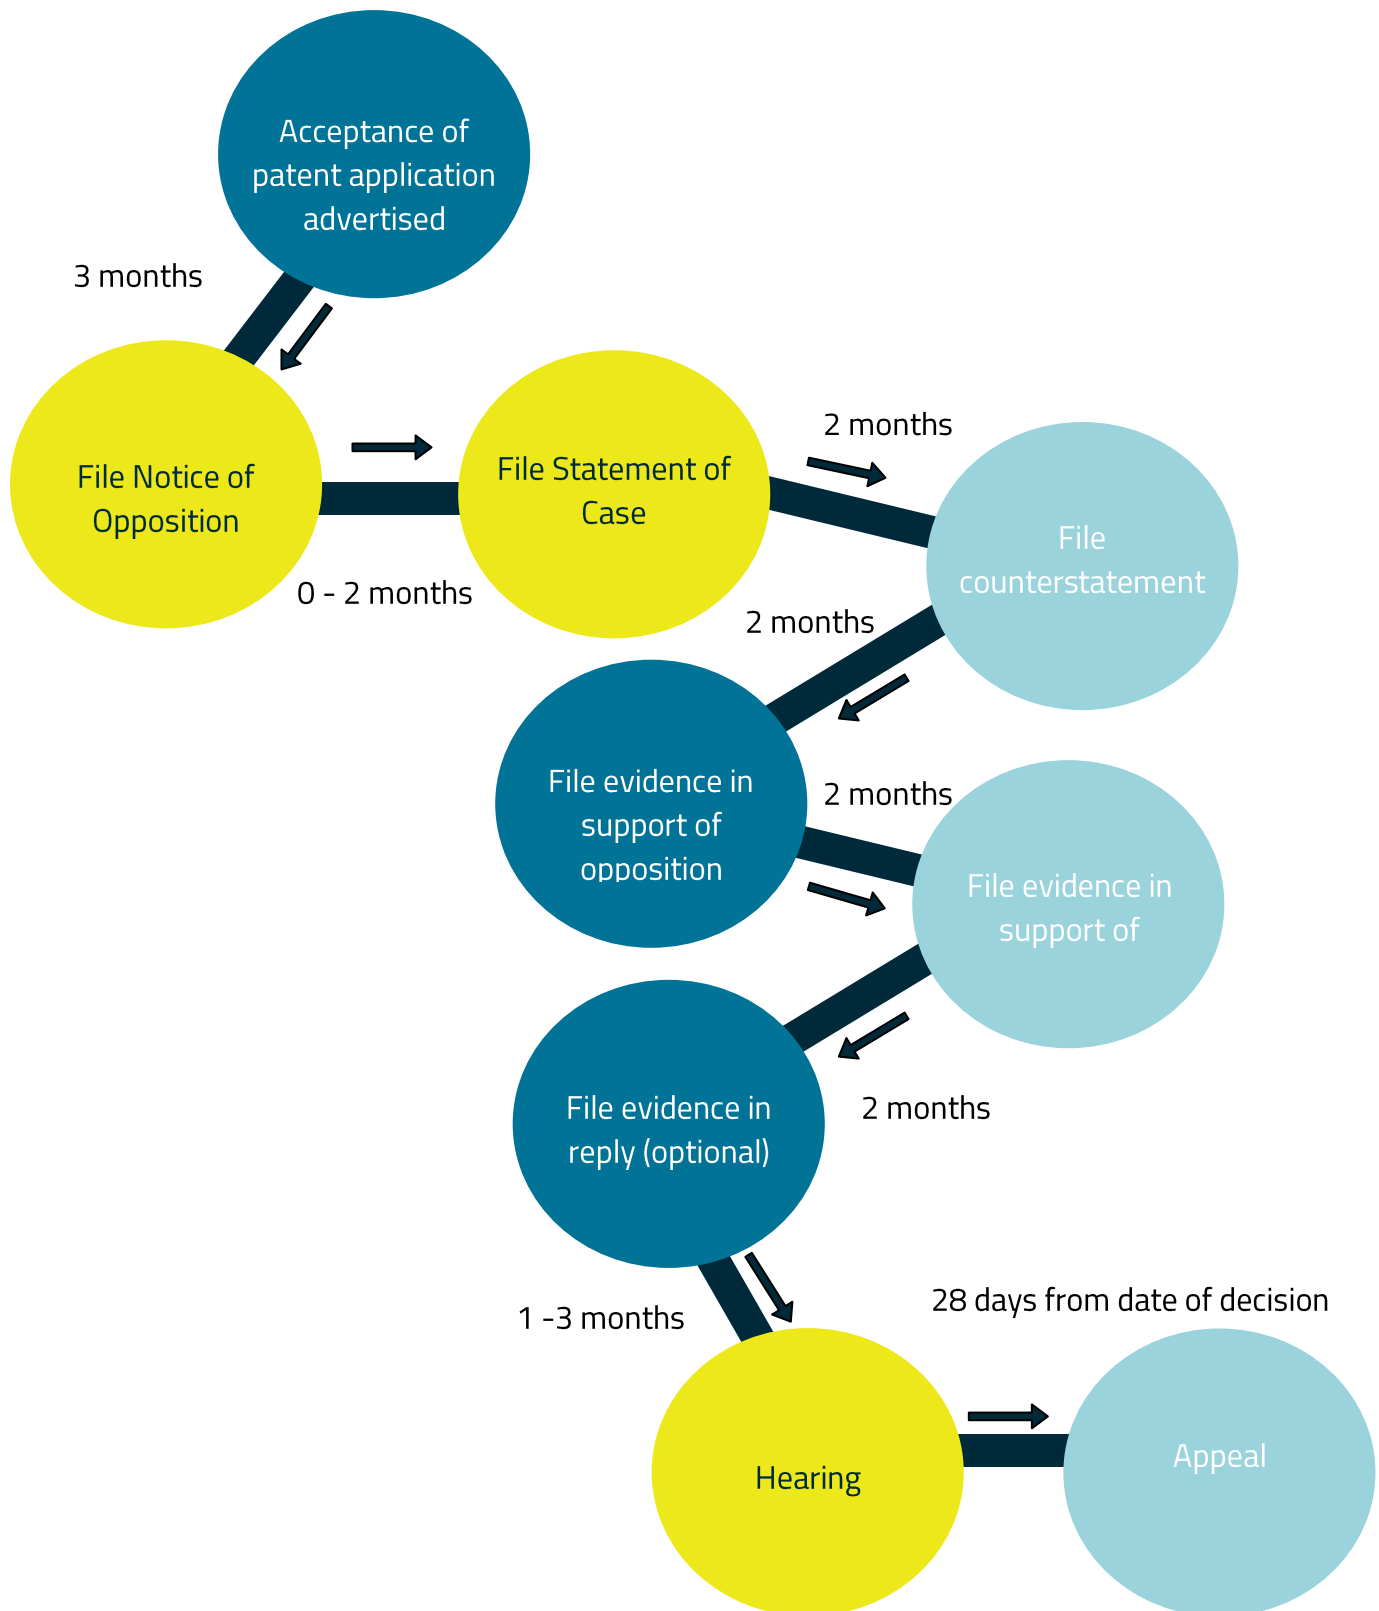 Acceptance of
patent application
advertised
3 months
File Notice of
Opposition
0 - 2 months
File Statement of
Case
2 months
File
counterstatement
2 months
File evidence in
support of
opposition
2 months
File evidence in
support of
2 months
File evidence in
reply (optional)
1 -3 months
Hearing
28 days from date of decision
Appeal